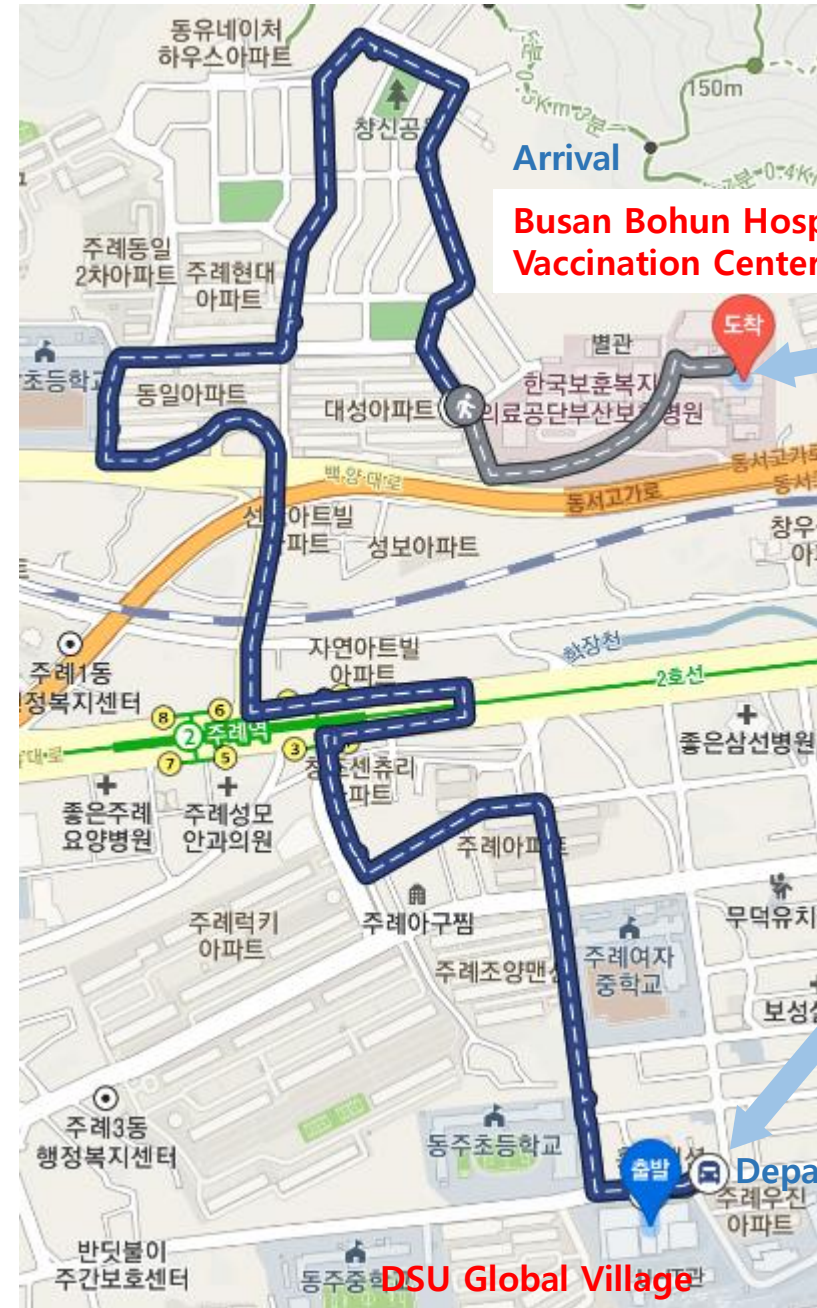 동유네이처
하우스아파트
150m
창신공
Arrival
Busan Bohun Hosp
Vaccination Center
주례동일
2차아파트
주례현대
아파트
도착
별관
초등학
동일아파트
대성아파트
한국보훈복지
의료공단부산보훈병원
백양대로
동서고가로
동서고가로
아트빌
파트
성보아파트
창우
학장천
자연아트빌
아파트
주례1동
행정복지센터
2호선
8
6
2 주례역
7
5
3
좋은삼선병원
센츄리
파트
좋은주례
요양병원
주례성모
안과의원
주례아파트
주례럭키
아파트
주례아구찜
무덕유치
주례여자
중학교
주례조양맨션
보성
주례3동
행정복지센터
동주초등학교
출발
Depa
주례우진
아파트
반딧불이
주간보호센터
동주중학
DSU Global Village